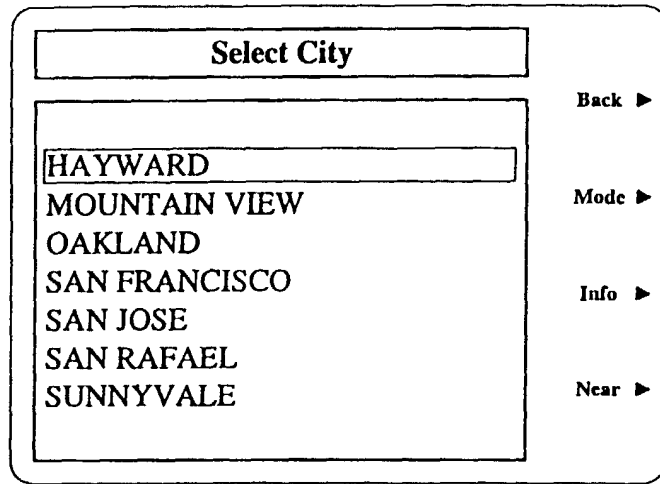 Select City
Back ►
HAYWARD
MOUNTAIN VIEW
Mode ►
OAKLAND
SAN FRANCISCO
Info ►
SAN JOSE
SAN RAFAEL
SUNNYVALE
Near ►